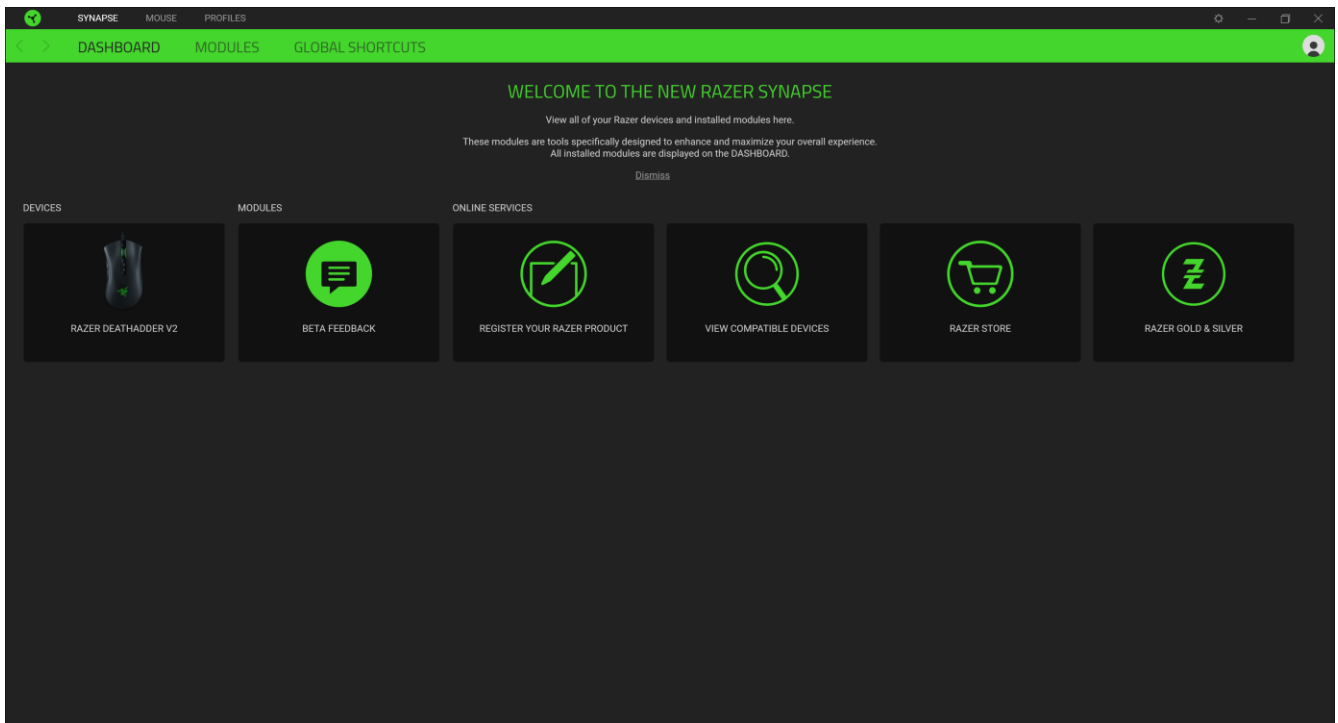 SYNAPSE MOUSE PROFILES
DASHBOARD MODULES GLOBAL SHORTCUTS
WELCOME TO THE NEW RAZER SYNAPSE
View all of your Razer devices and installed modules here.
These modules are tools specifically designed to enhance and maximize your overall experience.
All installed modules are displayed on the DASHBOARD.
Dismiss
DEVICES MODULES ONLINE SERVICES
RAZER DEATHADDER V2 BETA FEEDBACK REGISTER YOUR RAZER PRODUCT VIEW COMPATIBLE DEVICES RAZER STORE RAZER GOLD & SILVER